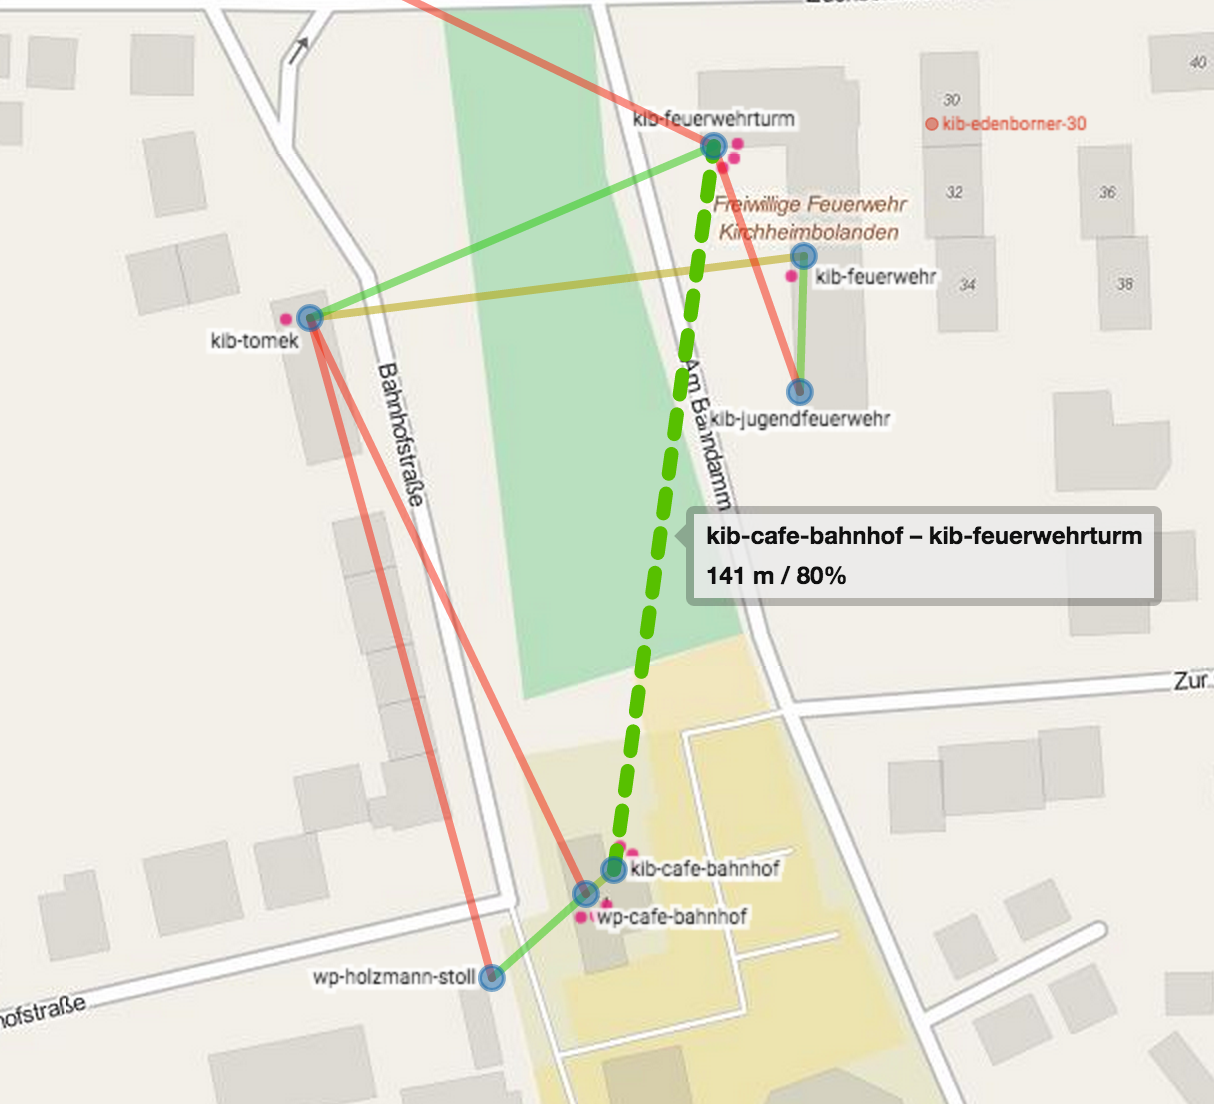 30
40
kib-edenborner-30
kib-feuerwehrturm
32
36
Freiwillige Feuerwehr
Kirchheimbolanden
kib-feuerwehr
34
38
kib-tomek
Bahnhofstraße
Am Bahndamm
kib-jugendfeuerwehr
kib-cafe-bahnhof – kib-feuerwehrturm
141 m / 80%
Zur
kib-cafe-bahnhof
wp-cafe-bahnhof
wp-holzmann-stoll
hofstraße